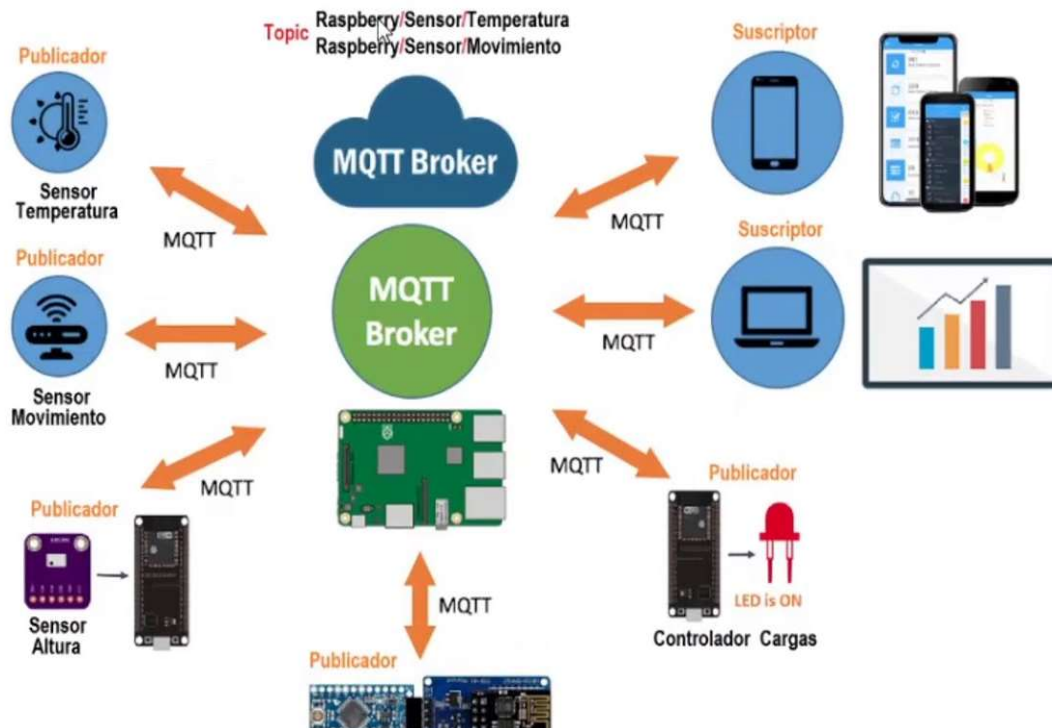 Topic Raspberry/Sensor/Temperatura
Raspberry/Sensor/Movimiento
Publicador
Sensor
Temperatura
MQTT
MQTT Broker
Suscriptor
MQTT
Publicador
Sensor
Movimiento
MQTT
MQTT
Broker
Suscriptor
MQTT
Publicador
Sensor
Altura
MQTT
MQTT
Publicador
LED is ON
Controlador Cargas
MQTT
Publicador